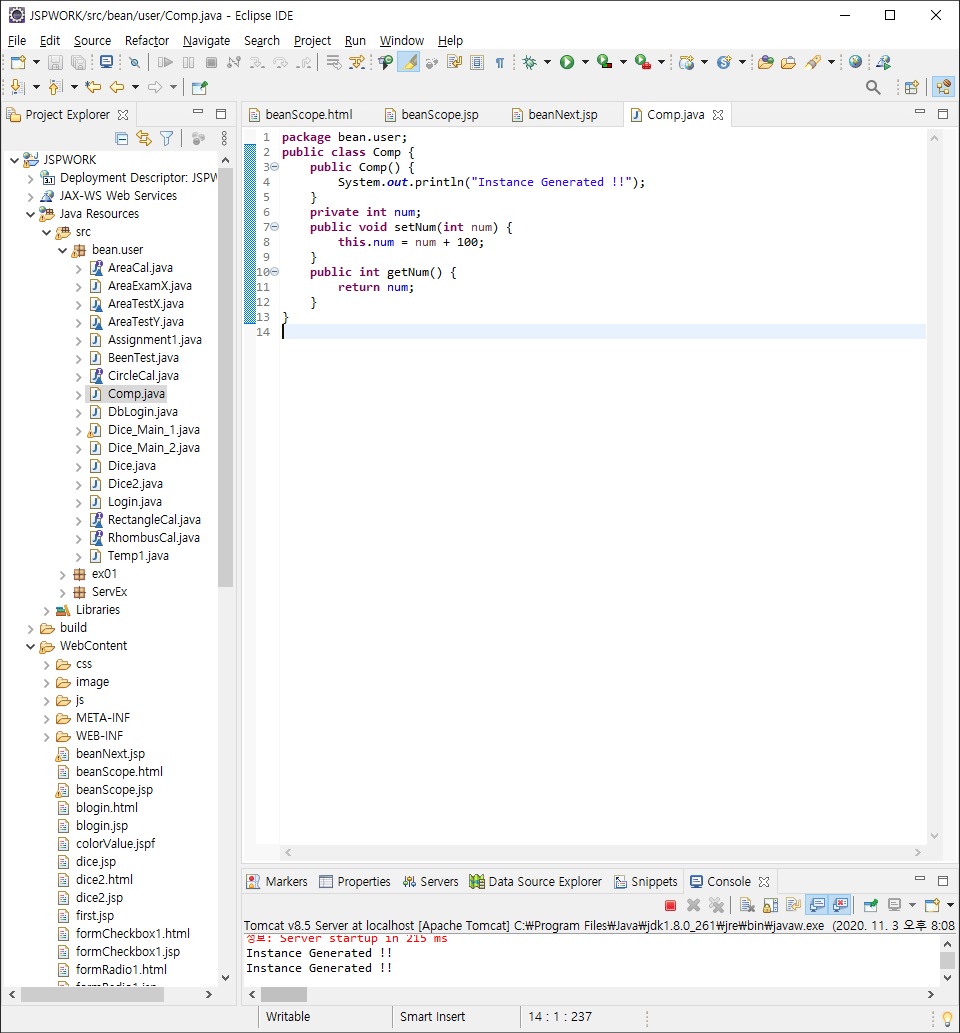 JSPWORK/src/bean/user/Comp.java - Eclipse IDE
File Edit Source Refactor Navigate Search Project Run Window Help
Project Explorer
JSPWORK
Deployment Descriptor: JSPW
JAX-WS Web Services
Java Resources
src
bean.user
AreaCal.java
AreaExamX.java
AreaTestX.java
AreaTestY.java
Assignment1.java
BeenTest.java
CircleCal.java
Comp.java
DbLogin.java
Dice_Main_1.java
Dice_Main_2.java
Dice.java
Dice2.java
Login.java
RectangleCal.java
RhombusCal.java
Temp1.java
ex01
ServEx
Libraries
build
WebContent
css
image
js
META-INF
WEB-INF
beanNext.jsp
beanScope.html
beanScope.jsp
blogin.html
blogin.jsp
colorValue.jspf
dice.jsp
dice2.html
dice2.jsp
first.jsp
formCheckbox1.html
formCheckbox1.jsp
formRadio1.html
formRadio1.jsp
beanScope.html beanScope.jsp beanNext.jsp Comp.java
1 package bean.user;
2 public class Comp {
3 public Comp() {
4 System.out.println("Instance Generated !!");
5 }
6 private int num;
7 public void setNum(int num) {
8 this.num = num + 100;
9 }
10 public int getNum() {
11 return num;
12 }
13 }
14
Markers Properties Servers Data Source Explorer Snippets Console
Tomcat v8.5 Server at localhost [Apache Tomcat] C:₩Program Files₩Java₩jdk1.8.0_261₩jre₩bin₩javaw.exe (2020. 11. 3 오후 8:08
정보: Server startup in 215 ms
Instance Generated !!
Instance Generated !!
Writable Smart Insert 14 : 1 : 237